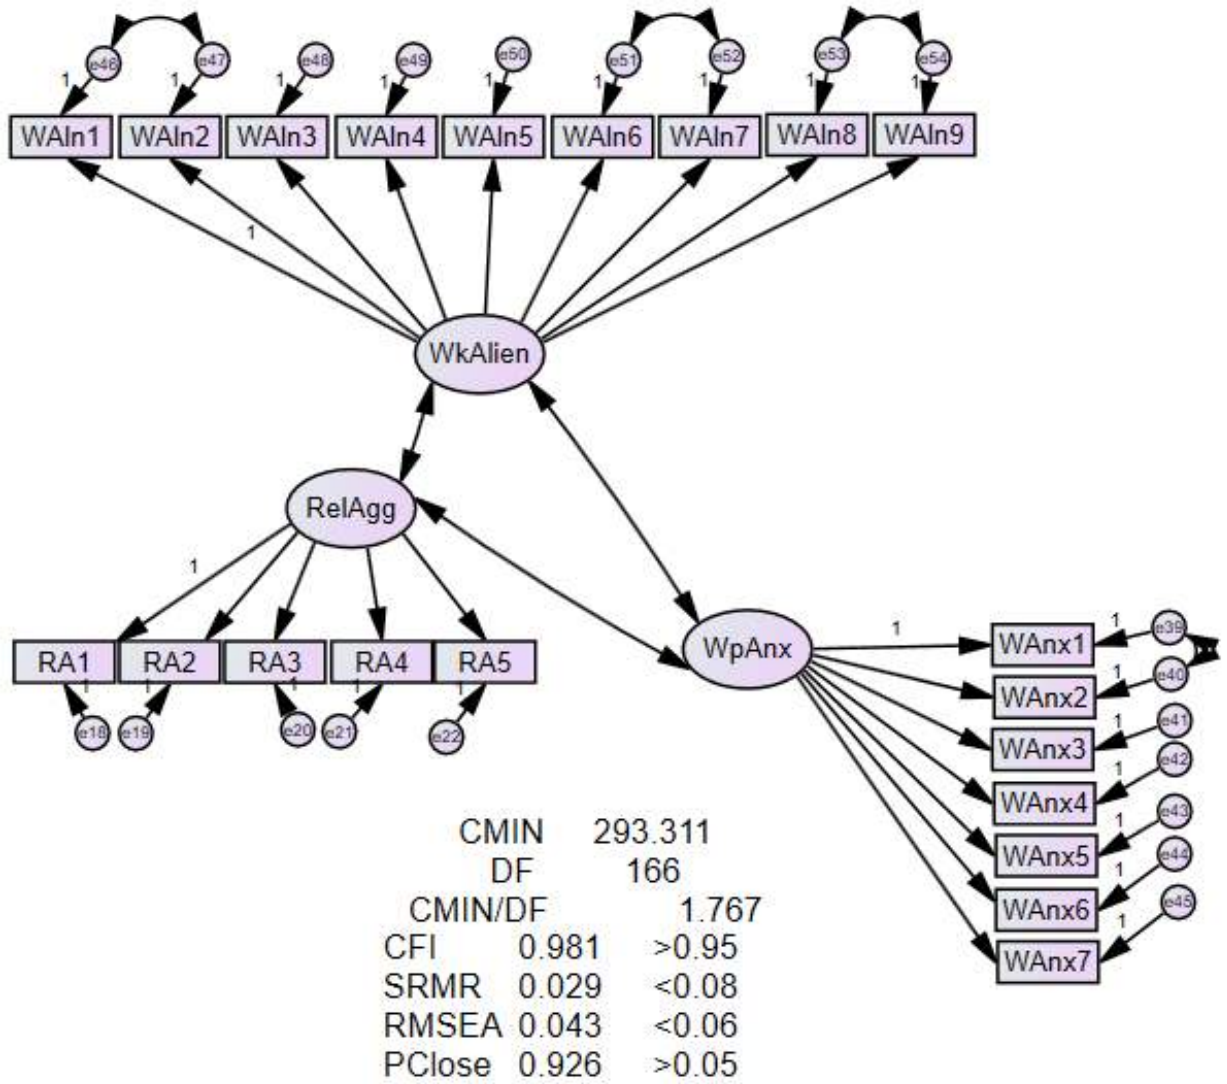 e46 e47 e48 e49 e50 e51 e52 e53 e54
1 1 1 1 1 1 1 1 1
WAln1 WAln2 WAln3 WAln4 WAln5 WAln6 WAln7 WAln8 WAln9
1
WkAlien
RelAgg
1
RA1 RA2 RA3 RA4 RA5
1 1 1 1 1
e18 e19 e20 e21 e22
WpAnx
1
WAnx1 1 e39
WAnx2 1 e40
WAnx3 1 e41
WAnx4 1 e42
WAnx5 1 e43
WAnx6 1 e44
WAnx7 1 e45
CMIN 293.311
DF 166
CMIN/DF 1.767
CFI 0.981 >0.95
SRMR 0.029 <0.08
RMSEA 0.043 <0.06
PClose 0.926 >0.05